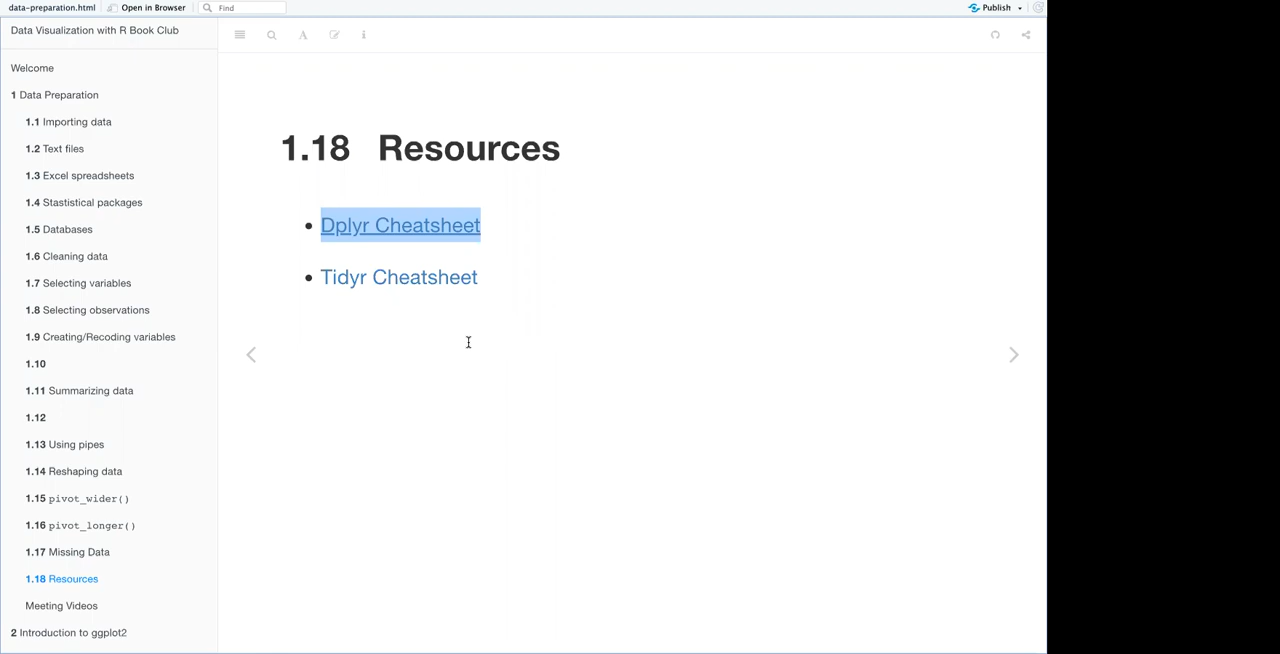 data-preparation.html Open in Browser Find Publish
Data Visualization with R Book Club
Welcome
1 Data Preparation
1.1 Importing data
1.2 Text files
1.3 Excel spreadsheets
1.4 Stastistical packages
1.5 Databases
1.6 Cleaning data
1.7 Selecting variables
1.8 Selecting observations
1.9 Creating/Recoding variables
1.10
1.11 Summarizing data
1.12
1.13 Using pipes
1.14 Reshaping data
1.15 pivot_wider()
1.16 pivot_longer()
1.17 Missing Data
1.18 Resources
Meeting Videos
2 Introduction to ggplot2
1.18 Resources
• Dplyr Cheatsheet
• Tidyr Cheatsheet